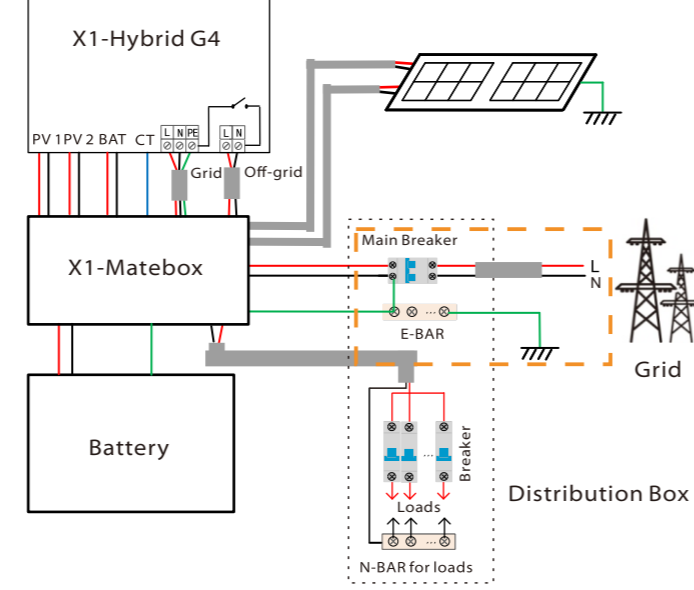 X1-Hybrid G4
PV 1 PV 2 BAT CT
L N PE
L N
Grid
Off-grid
X1-Matebox
Main Breaker
L
N
E-BAR
Grid
Battery
Breaker
Distribution Box
Loads
N-BAR for loads